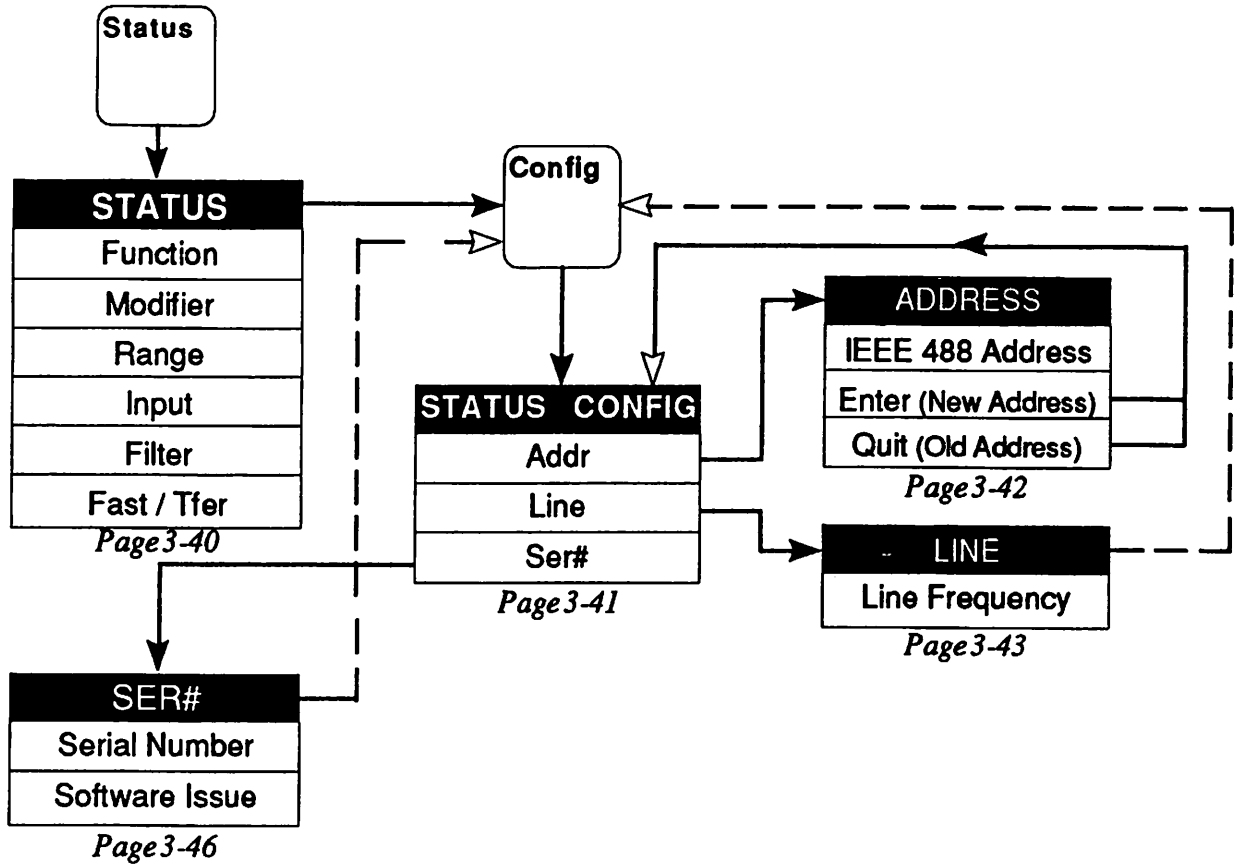 Status
STATUS
Function
Modifier
Range
Input
Filter
Fast / Tfer
Page 3-40
Config
STATUS CONFIG
Addr
Line
Ser#
Page 3-41
ADDRESS
IEEE 488 Address
Enter (New Address)
Quit (Old Address)
Page 3-42
LINE
Line Frequency
Page 3-43
SER#
Serial Number
Software Issue
Page 3-46